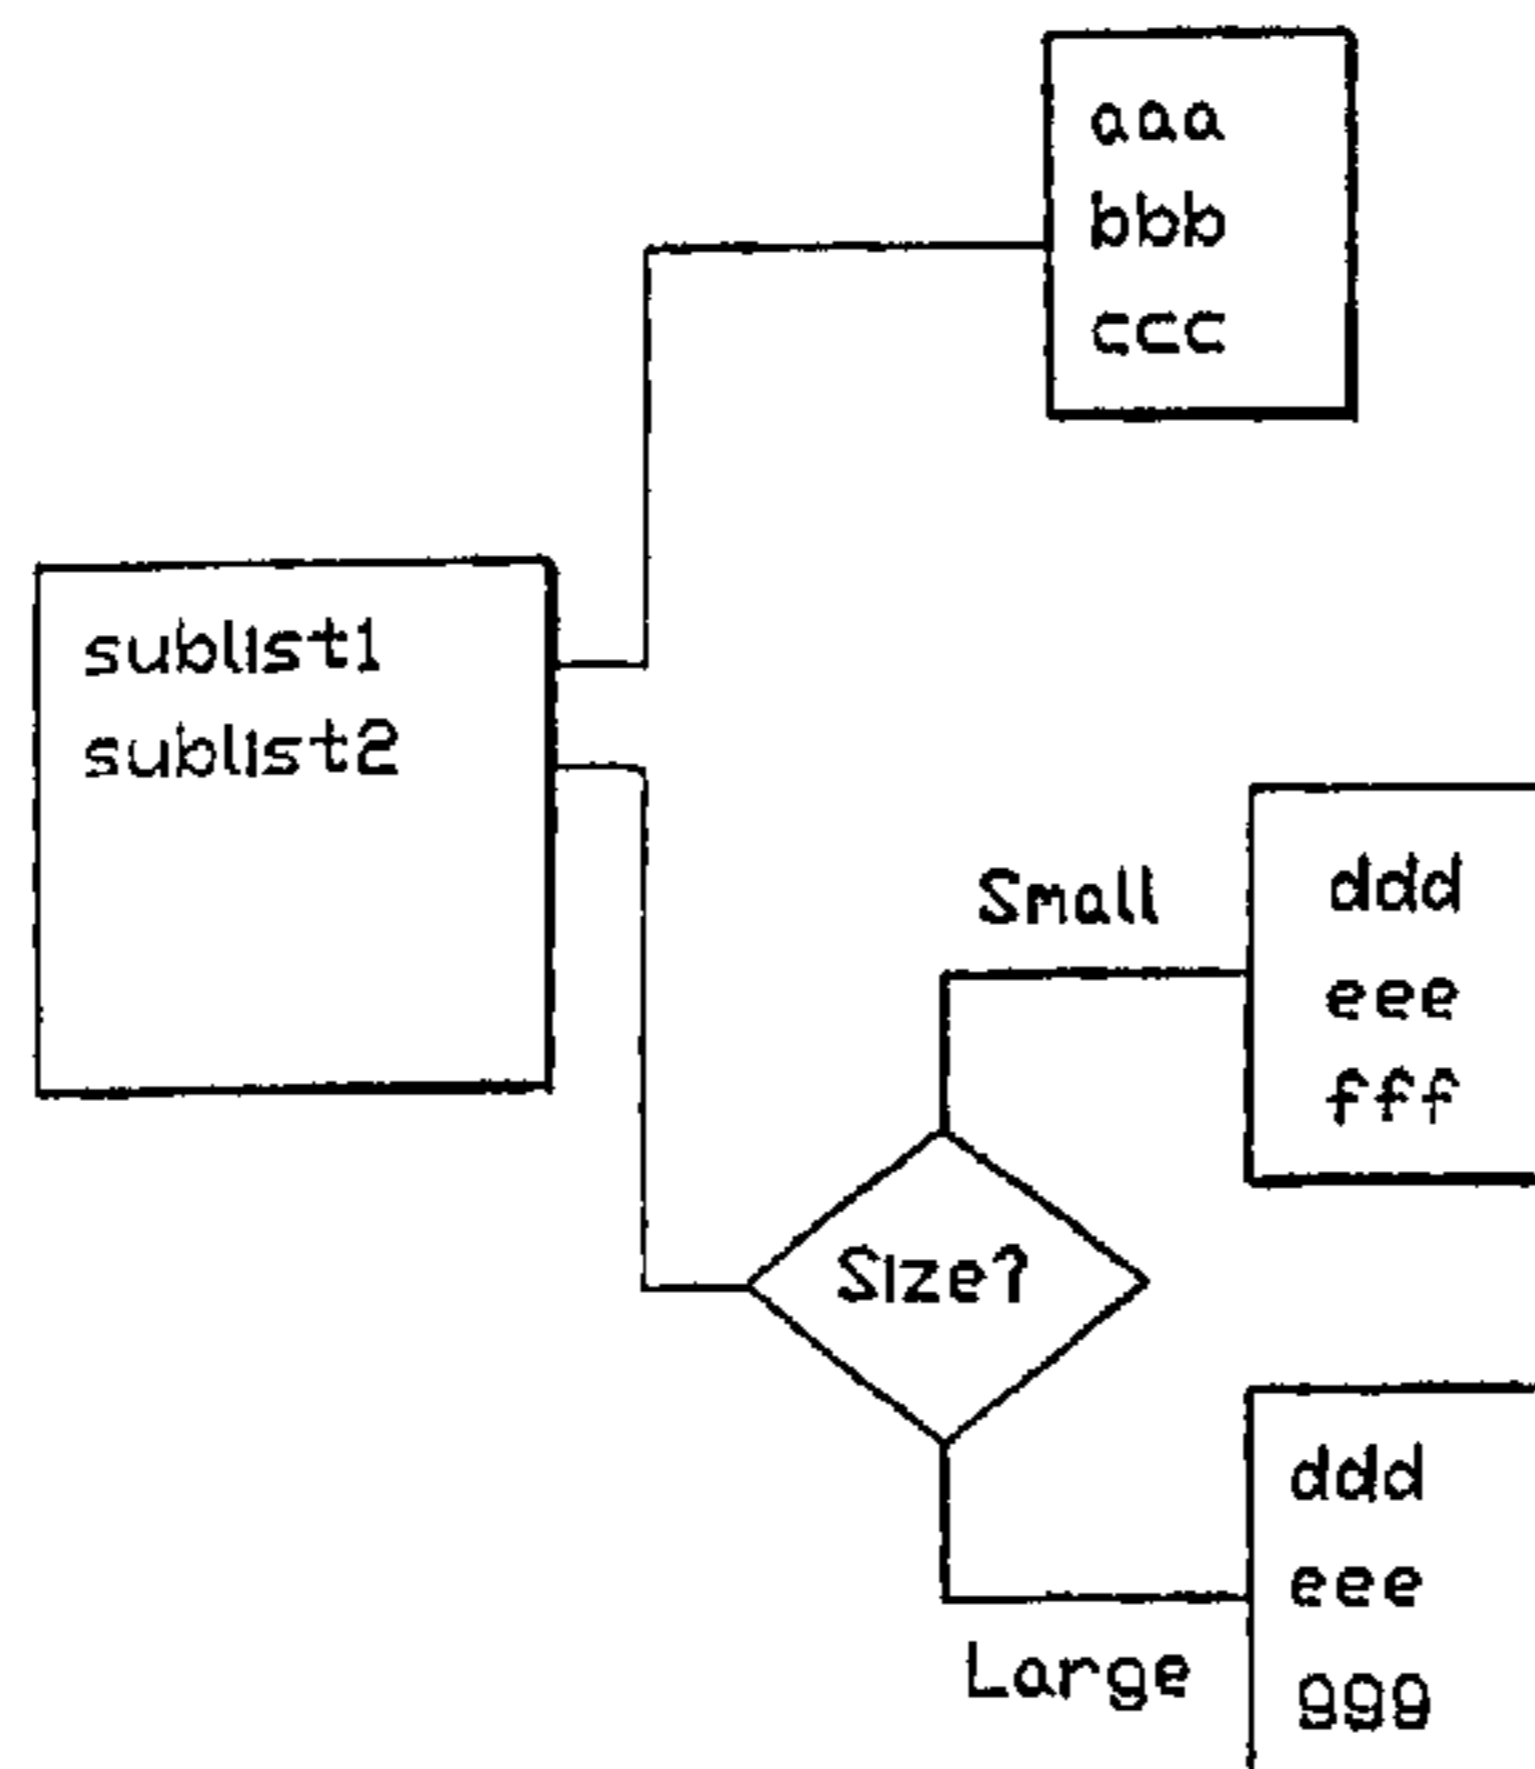 aaa
bbb
ccc
sublist1
sublist2
Small
ddd
eee
fff
Size?
ddd
eee
Large
ggg